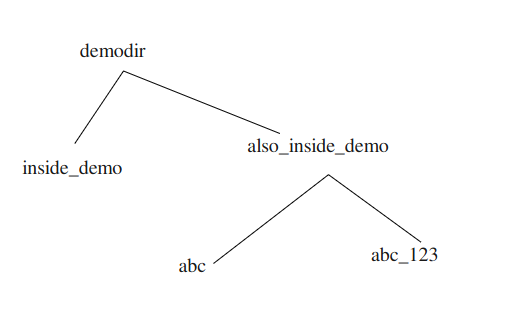 demodir
inside_demo
also_inside_demo
abc
abc_123